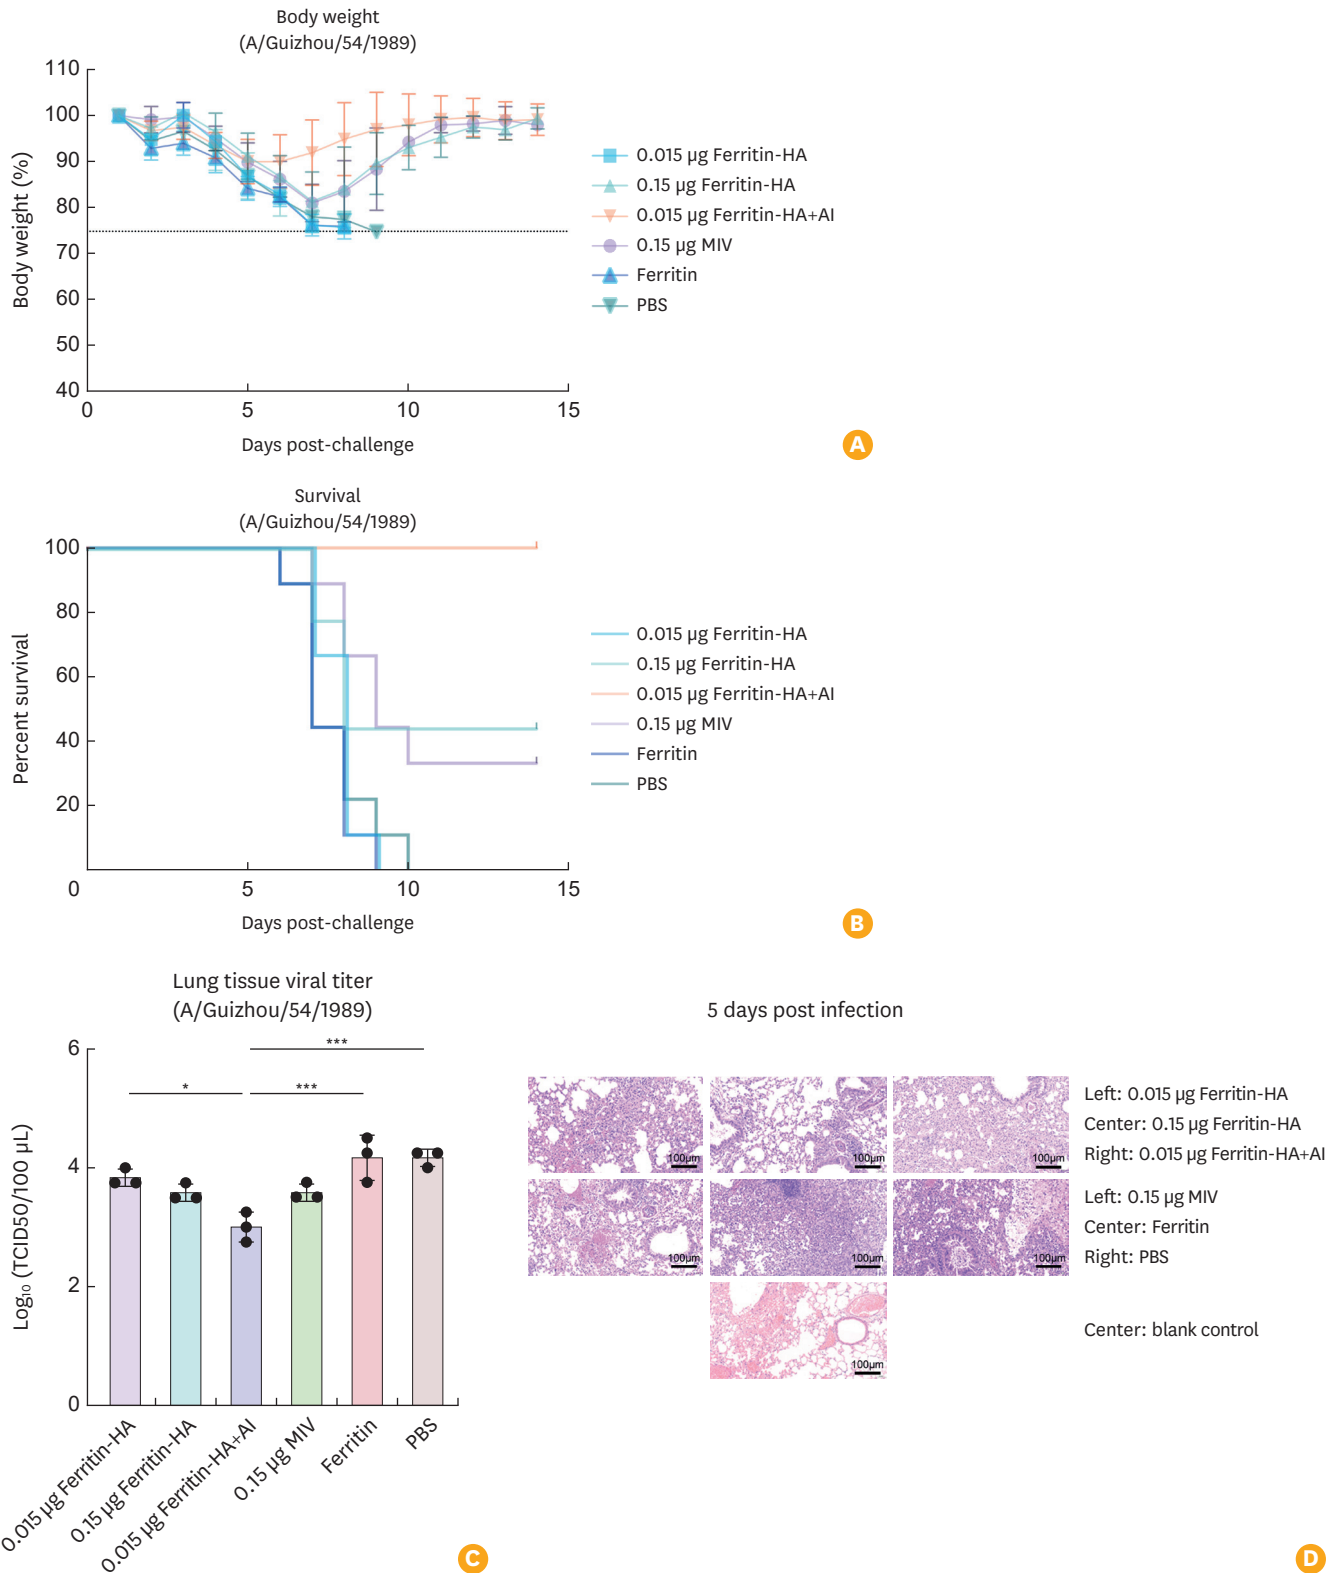 Body weight
(A/Guizhou/54/1989)
110
100
90
80
70
60
50
40
Body weight (%)
0
5
10
15
Days post-challenge
0.015 µg Ferritin-HA
0.15 µg Ferritin-HA
0.015 µg Ferritin-HA+AI
0.15 µg MIV
Ferritin
PBS
A
Survival
(A/Guizhou/54/1989)
100
80
60
40
20
Percent survival
0
5
10
15
Days post-challenge
0.015 µg Ferritin-HA
0.15 µg Ferritin-HA
0.015 µg Ferritin-HA+AI
0.15 µg MIV
Ferritin
PBS
B
Lung tissue viral titer
(A/Guizhou/54/1989)
6
4
2
0
Log₁₀ (TCID50/100 µL)
***
*
***
0.015 µg Ferritin-HA
0.15 µg Ferritin-HA
0.015 µg Ferritin-HA+AI
0.15 µg MIV
Ferritin
PBS
C
5 days post infection
100µm
100µm
100µm
Left: 0.015 µg Ferritin-HA
Center: 0.15 µg Ferritin-HA
Right: 0.015 µg Ferritin-HA+AI
100µm
100µm
100µm
Left: 0.15 µg MIV
Center: Ferritin
Right: PBS
100µm
Center: blank control
D